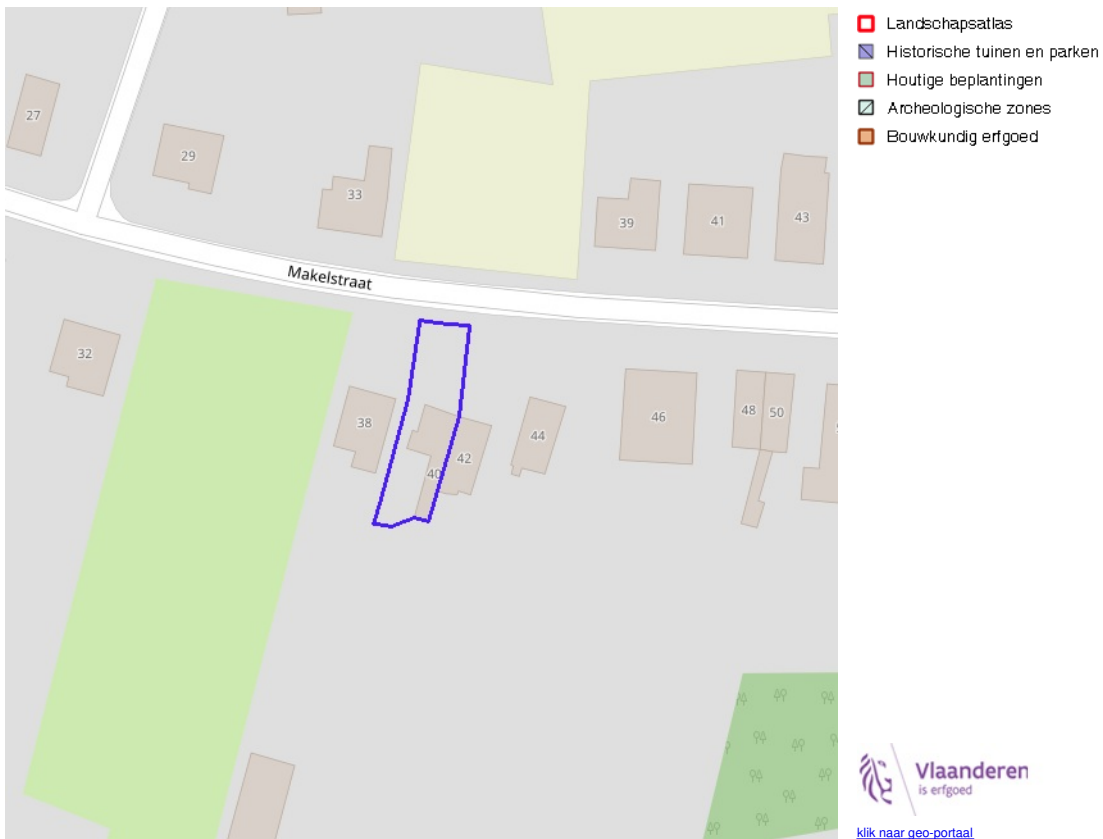 Landschapsatlas
Historische tuinen en parken
Houtige beplantingen
Archeologische zones
Bouwkundig erfgoed
27
29
33
39
41
43
Makelstraat
32
38
40
42
44
46
48
50
Vlaanderen
is erfgoed
klik naar geo-portaal